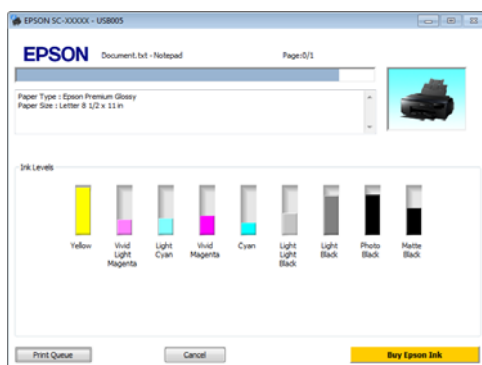 EPSON SC-XXXXX - USB005
EPSON
Document.txt - Notepad
Page:0/1
Paper Type : Epson Premium Glossy
Paper Size : Letter 8 1/2 x 11 in
Ink Levels
Yellow
Vivid
Light
Magenta
Light
Cyan
Vivid
Magenta
Cyan
Light
Light
Black
Light
Black
Photo
Black
Matte
Black
Print Queue
Cancel
Buy Epson Ink